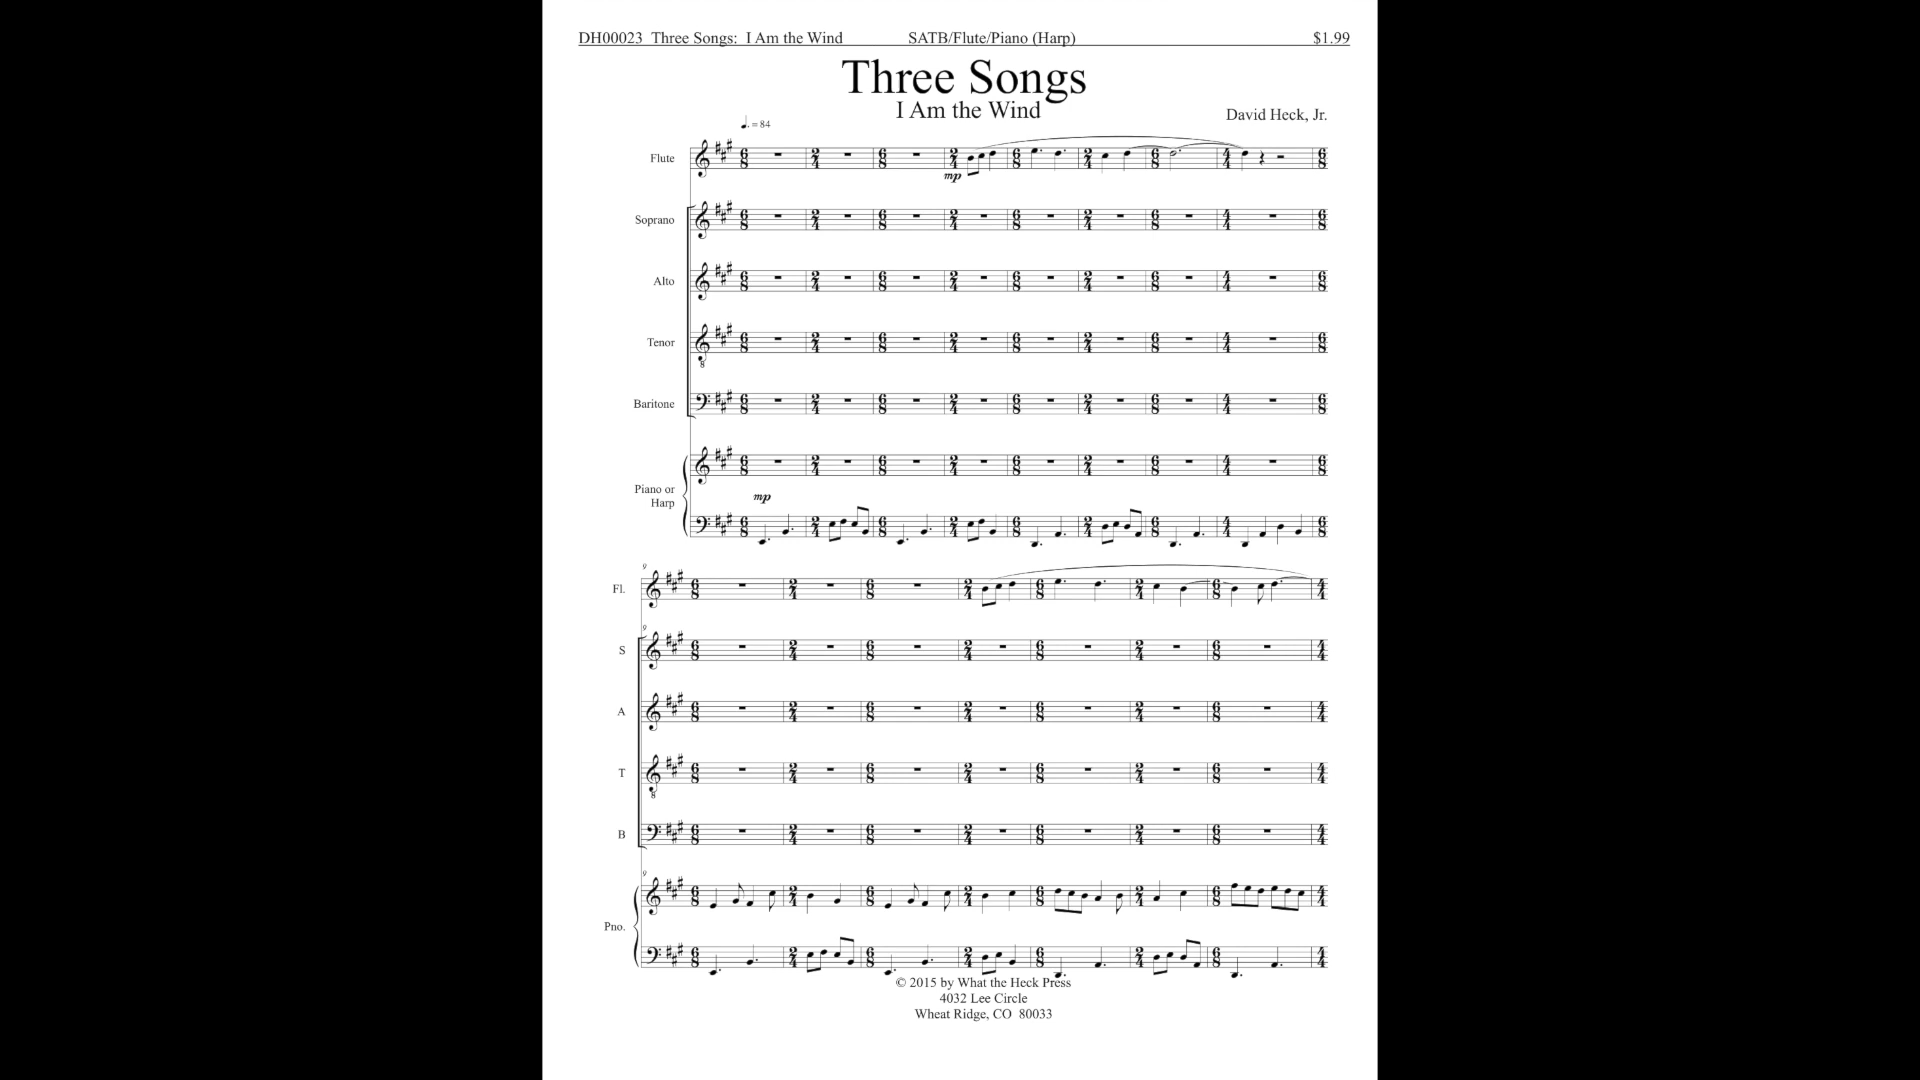 DH00023 Three Songs: I Am the Wind SATB/Flute/Piano (Harp) $1.99
Three Songs
I Am the Wind
David Heck, Jr.
= 84
Flute
mp
Soprano
Alto
Tenor
Baritone
Piano or
Harp
mp
9
Fl.
9
S
A
T
B
9
Pno.
© 2015 by What the Heck Press
4032 Lee Circle
Wheat Ridge, CO 80033